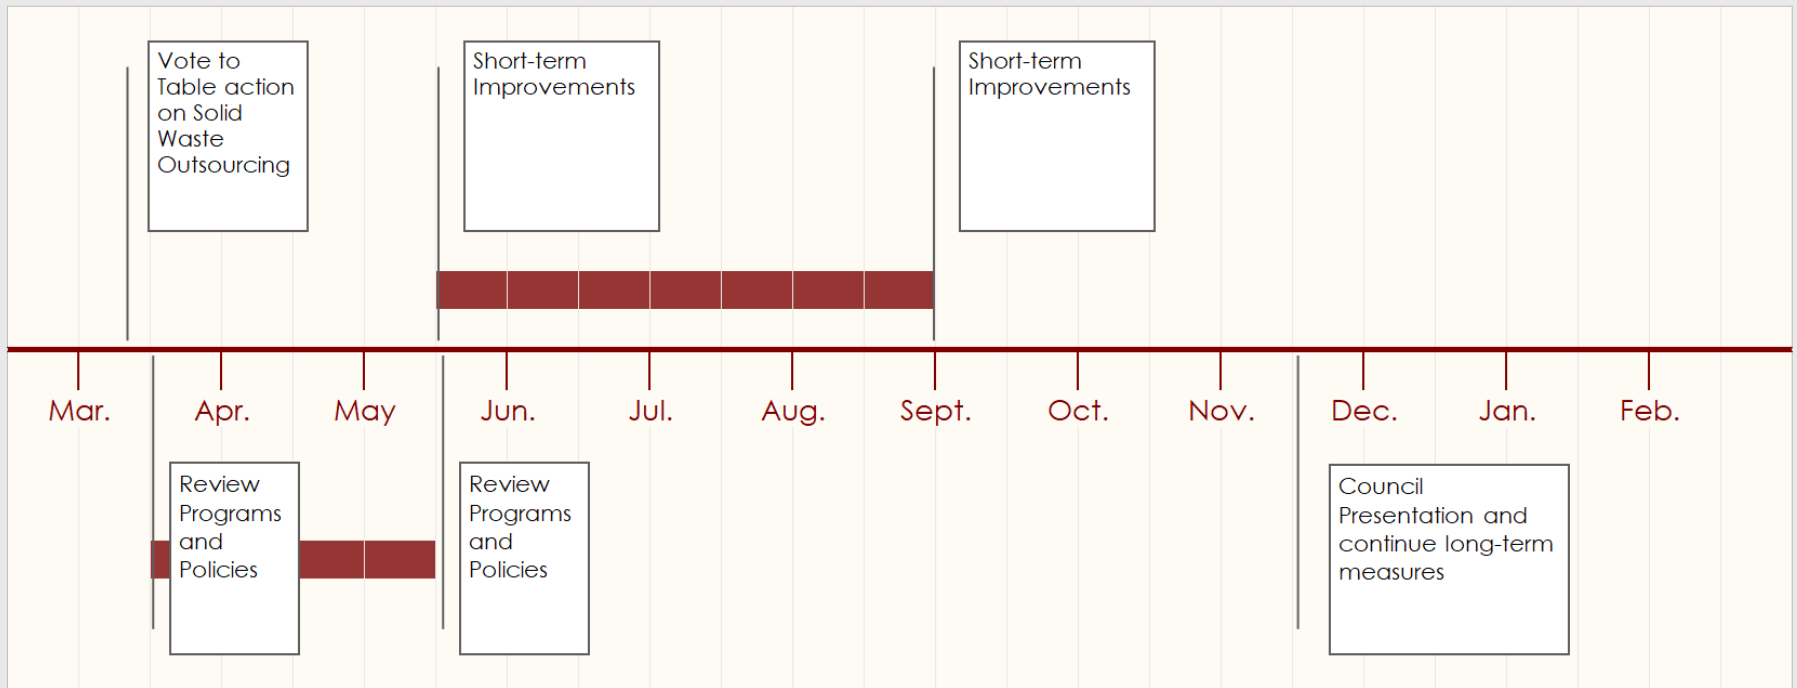 Vote to
Table action
on Solid
Waste
Outsourcing
Short-term
Improvements
Short-term
Improvements
Mar. Apr. May Jun. Jul. Aug. Sept. Oct. Nov. Dec. Jan. Feb.
Review
Programs
and
Policies
Review
Programs
and
Policies
Council
Presentation and
continue long-term
measures